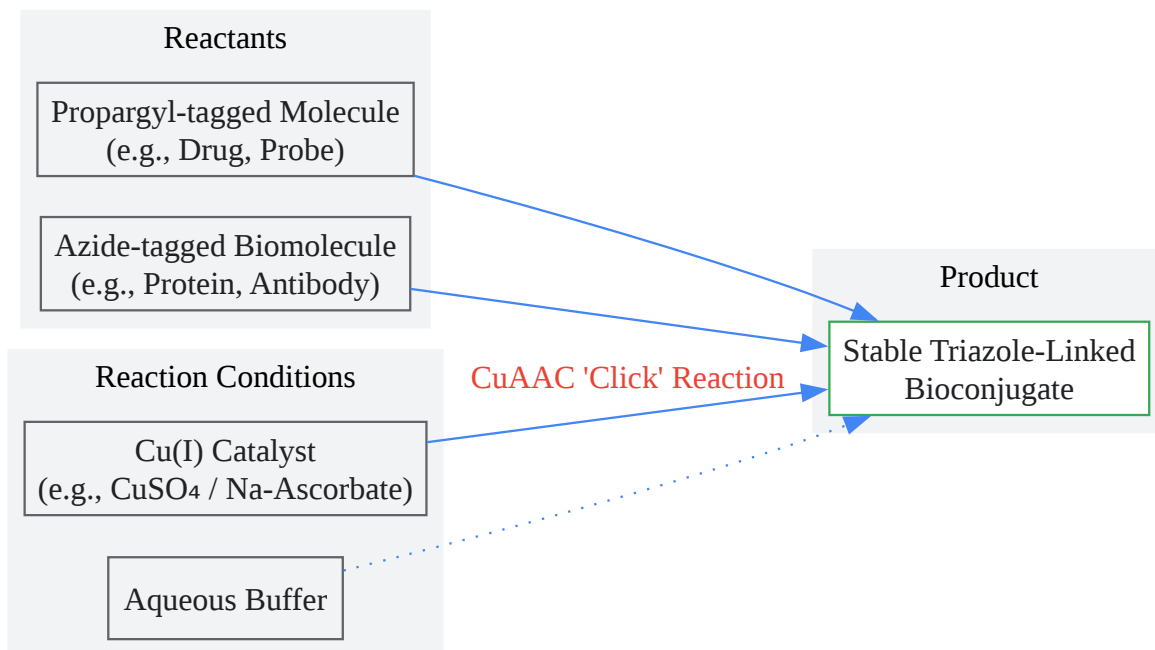 Reactants
Propargyl-tagged Molecule
(e.g., Drug, Probe)
Azide-tagged Biomolecule
(e.g., Protein, Antibody)
Reaction Conditions
Cu(I) Catalyst
(e.g., CuSO₄ / Na-Ascorbate)
Aqueous Buffer
CuAAC 'Click' Reaction
Product
Stable Triazole-Linked
Bioconjugate